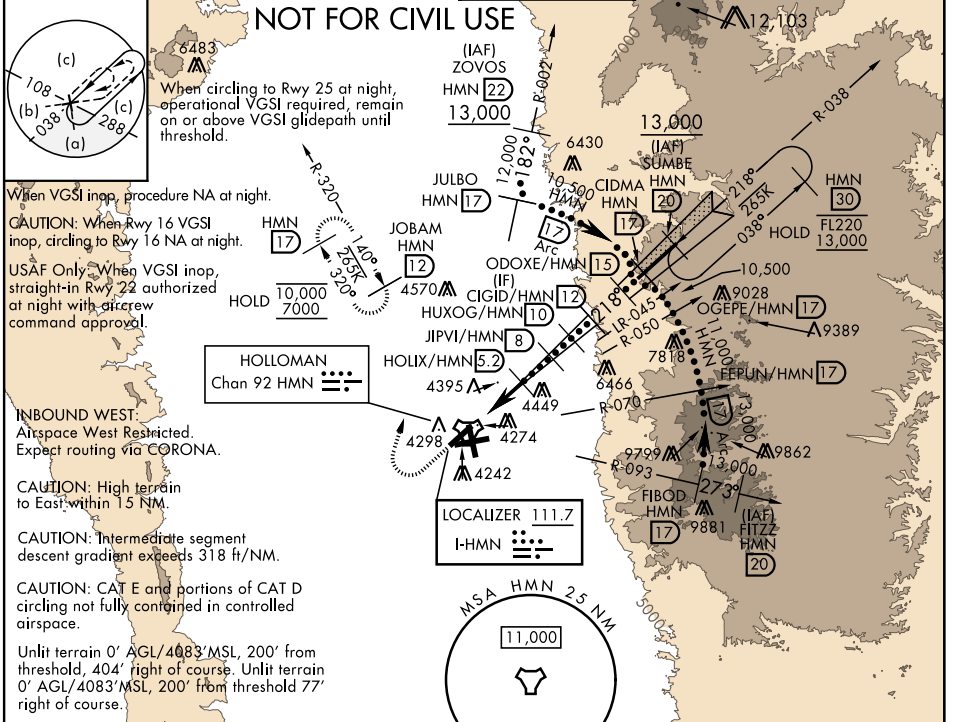 NOT FOR CIVIL USE
(c)
108
(b)
(c)
038
288
(a)
6483
When circling to Rwy 25 at night,
operational VGSI required, remain
on or above VGSI glidepath until
threshold.
When VGSI inop, procedure NA at night.
CAUTION: When Rwy 16 VGSI
inop, circling to Rwy 16 NA at night.
USAF Only: When VGSI inop,
straight-in Rwy 22 authorized
at night with aircrew
command approval.
(IAF)
ZOVOS
HMN 22
13,000
R-002
7000
9000
12,103
12,000
182°
6430
13,000
(IAF)
SUMBE
HMN
20
R-038
JULBO
HMN 17
10,500
HMN
17
Arc
CIDMA
HMN
17
218°
265K
038°
HMN
30
FL220
13,000
HOLD
R-320
HMN
17
140°
265K
320°
JOBAM
HMN
12
HOLD 10,000
7000
4570
ODOXE/HMN 15
(IF)
CIGID/HMN 12
HUXOG/HMN 10
JIPVI/HMN 8
HOLIX/HMN 5.2
218°
LR-045
R-050
10,500
9028
OGEPE/HMN 17
9389
11,000
HMN
7818
FEPUN/HMN 17
HOLLOMAN
Chan 92 HMN
4395
4449
6466
R-070
17
Arc
13,000
4298
4274
4242
9799
9862
R-093
13,000
273°
FIBOD
HMN
17
9881
(IAF)
FITZZ
HMN
20
INBOUND WEST:
Airspace West Restricted.
Expect routing via CORONA.
CAUTION: High terrain
to East within 15 NM.
CAUTION: Intermediate segment
descent gradient exceeds 318 ft/NM.
CAUTION: CAT E and portions of CAT D
circling not fully contained in controlled
airspace.
Unlit terrain 0' AGL/4083'MSL, 200' from
threshold, 404' right of course. Unlit terrain
0' AGL/4083'MSL, 200' from threshold 77'
right of course.
LOCALIZER 111.7
I-HMN
MSA HMN 25 NM
11,000
5000